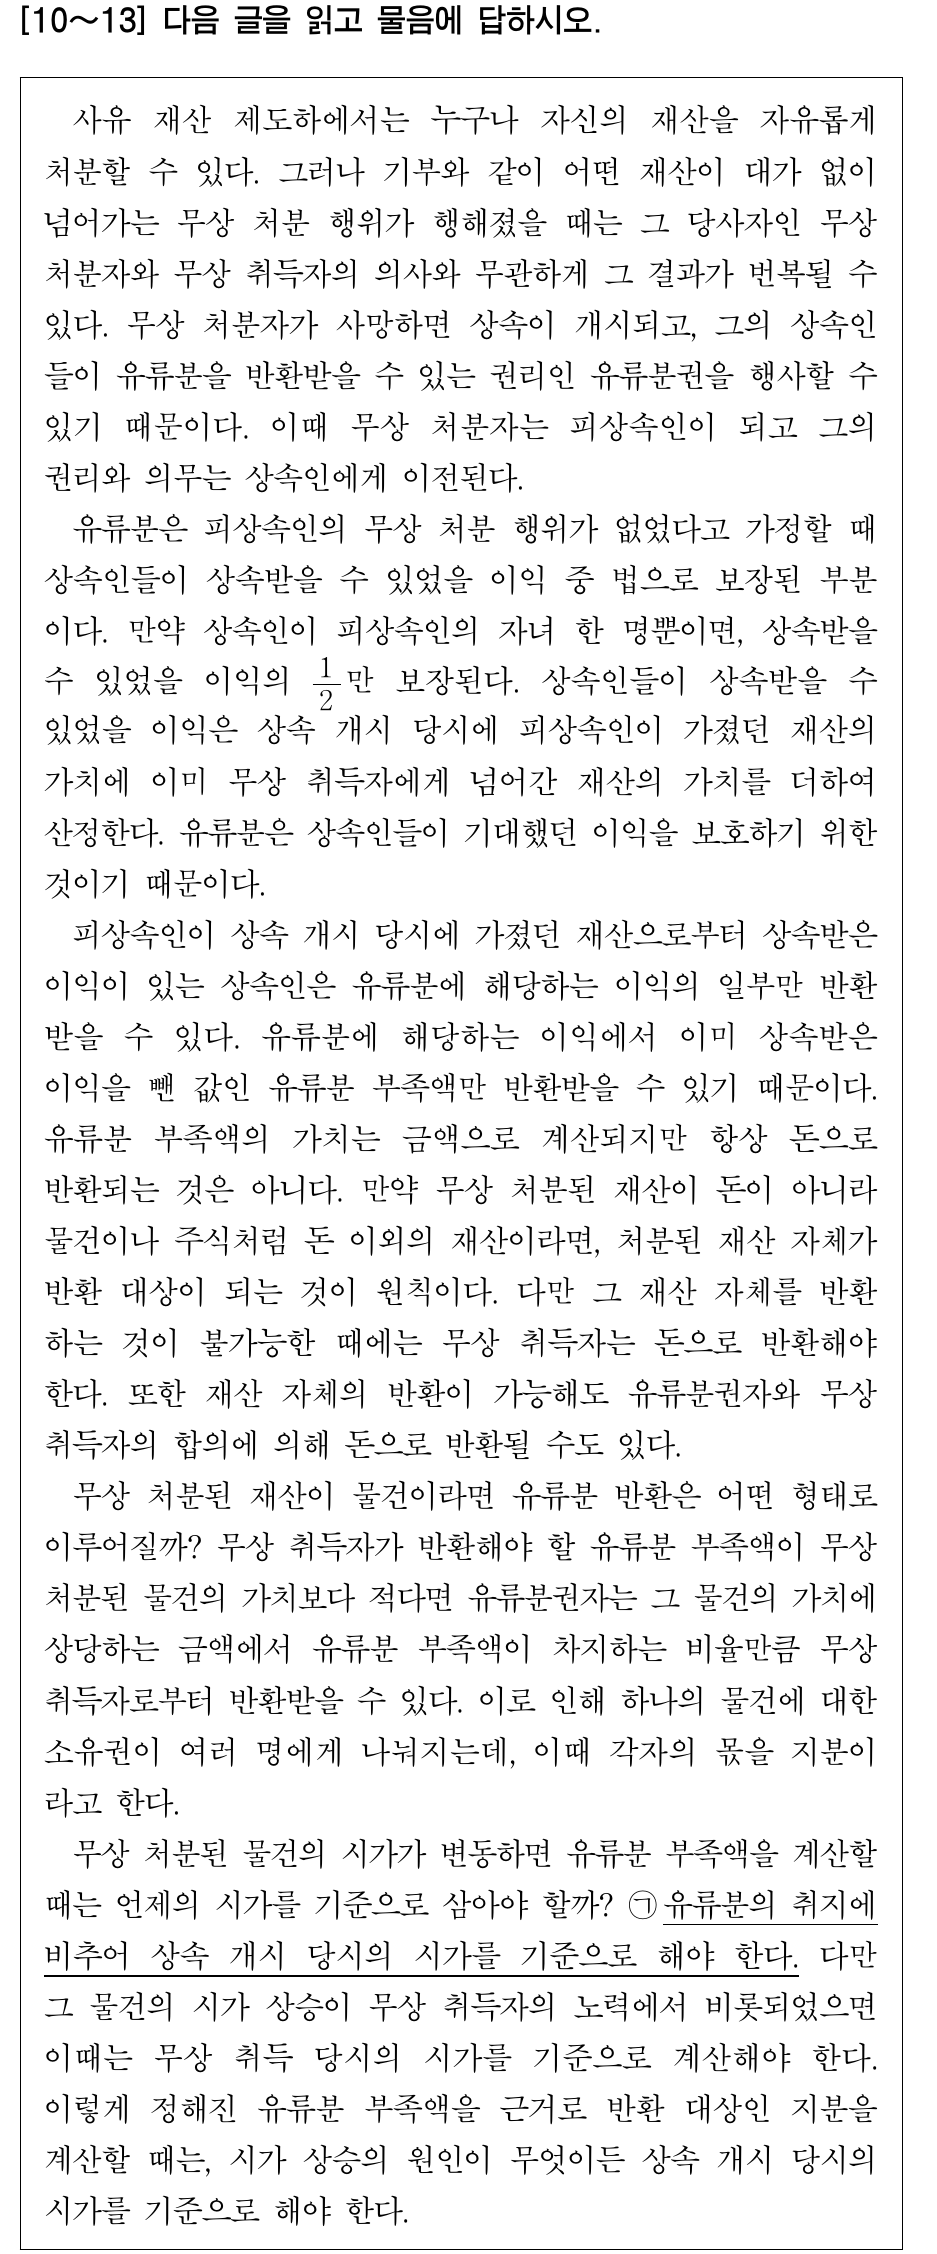 [10～13] 다음 글을 읽고 물음에 답하시오.
사유 재산 제도하에서는 누구나 자신의 재산을 자유롭게
처분할 수 있다. 그러나 기부와 같이 어떤 재산이 대가 없이
넘어가는 무상 처분 행위가 행해졌을 때는 그 당사자인 무상
처분자와 무상 취득자의 의사와 무관하게 그 결과가 번복될 수
있다. 무상 처분자가 사망하면 상속이 개시되고, 그의 상속인
들이 유류분을 반환받을 수 있는 권리인 유류분권을 행사할 수
있기 때문이다. 이때 무상 처분자는 피상속인이 되고 그의
권리와 의무는 상속인에게 이전된다.
유류분은 피상속인의 무상 처분 행위가 없었다고 가정할 때
상속인들이 상속받을 수 있었을 이익 중 법으로 보장된 부분
이다. 만약 상속인이 피상속인의 자녀 한 명뿐이면, 상속받을
수 있었을 이익의 1/2만 보장된다. 상속인들이 상속받을 수
있었을 이익은 상속 개시 당시에 피상속인이 가졌던 재산의
가치에 이미 무상 취득자에게 넘어간 재산의 가치를 더하여
산정한다. 유류분은 상속인들이 기대했던 이익을 보호하기 위한
것이기 때문이다.
피상속인이 상속 개시 당시에 가졌던 재산으로부터 상속받은
이익이 있는 상속인은 유류분에 해당하는 이익의 일부만 반환
받을 수 있다. 유류분에 해당하는 이익에서 이미 상속받은
이익을 뺀 값인 유류분 부족액만 반환받을 수 있기 때문이다.
유류분 부족액의 가치는 금액으로 계산되지만 항상 돈으로
반환되는 것은 아니다. 만약 무상 처분된 재산이 돈이 아니라
물건이나 주식처럼 돈 이외의 재산이라면, 처분된 재산 자체가
반환 대상이 되는 것이 원칙이다. 다만 그 재산 자체를 반환
하는 것이 불가능한 때에는 무상 취득자는 돈으로 반환해야
한다. 또한 재산 자체의 반환이 가능해도 유류분권자와 무상
취득자의 합의에 의해 돈으로 반환될 수도 있다.
무상 처분된 재산이 물건이라면 유류분 반환은 어떤 형태로
이루어질까? 무상 취득자가 반환해야 할 유류분 부족액이 무상
처분된 물건의 가치보다 적다면 유류분권자는 그 물건의 가치에
상당하는 금액에서 유류분 부족액이 차지하는 비율만큼 무상
취득자로부터 반환받을 수 있다. 이로 인해 하나의 물건에 대한
소유권이 여러 명에게 나눠지는데, 이때 각자의 몫을 지분이
라고 한다.
무상 처분된 물건의 시가가 변동하면 유류분 부족액을 계산할
때는 언제의 시가를 기준으로 삼아야 할까? ㉠유류분의 취지에
비추어 상속 개시 당시의 시가를 기준으로 해야 한다. 다만
그 물건의 시가 상승이 무상 취득자의 노력에서 비롯되었으면
이때는 무상 취득 당시의 시가를 기준으로 계산해야 한다.
이렇게 정해진 유류분 부족액을 근거로 반환 대상인 지분을
계산할 때는, 시가 상승의 원인이 무엇이든 상속 개시 당시의
시가를 기준으로 해야 한다.